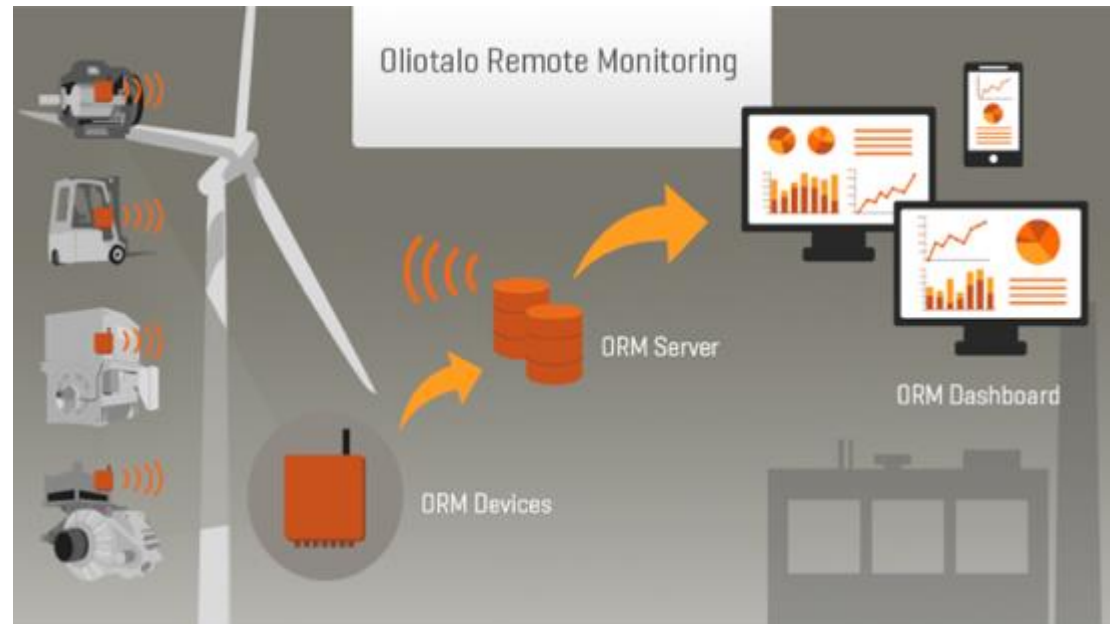 Oliotalo Remote Monitoring
ORM Server
ORM Dashboard
ORM Devices